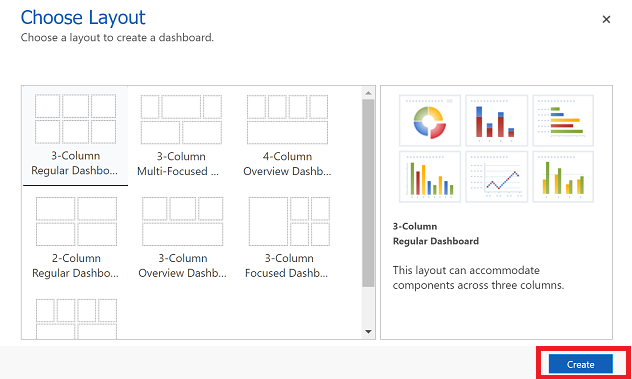 Choose Layout
Choose a layout to create a dashboard.
3-Column
Regular Dashbo...
3-Column
Multi-Focused ...
4-Column
Overview Dashb...
2-Column
Regular Dashbo...
3-Column
Overview Dashb...
3-Column
Focused Dashb...
3-Column
Regular Dashboard
This layout can accommodate
components across three columns.
Create